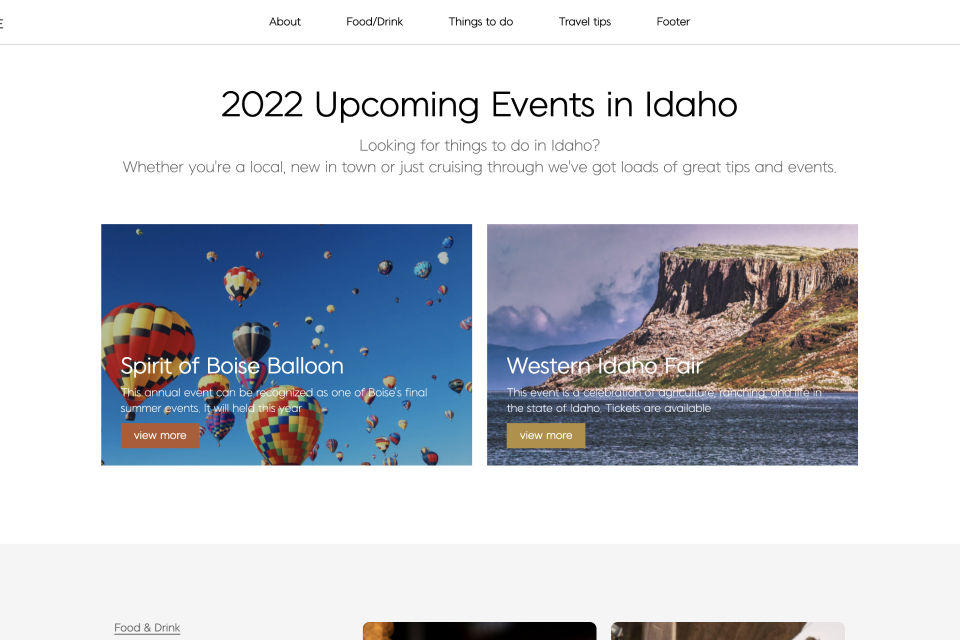 About
Food/Drink
Things to do
Travel tips
Footer
2022 Upcoming Events in Idaho
Looking for things to do in Idaho?
Whether you're a local, new in town or just cruising through we've got loads of great tips and events.
Spirit of Boise Balloon
This annual event can be recognized as one of Boise's final
summer events. It will held this year
view more
Western Idaho Fair
This event is a celebration of agriculture, ranching, and life in
the state of Idaho. Tickets are available
view more
Food & Drink